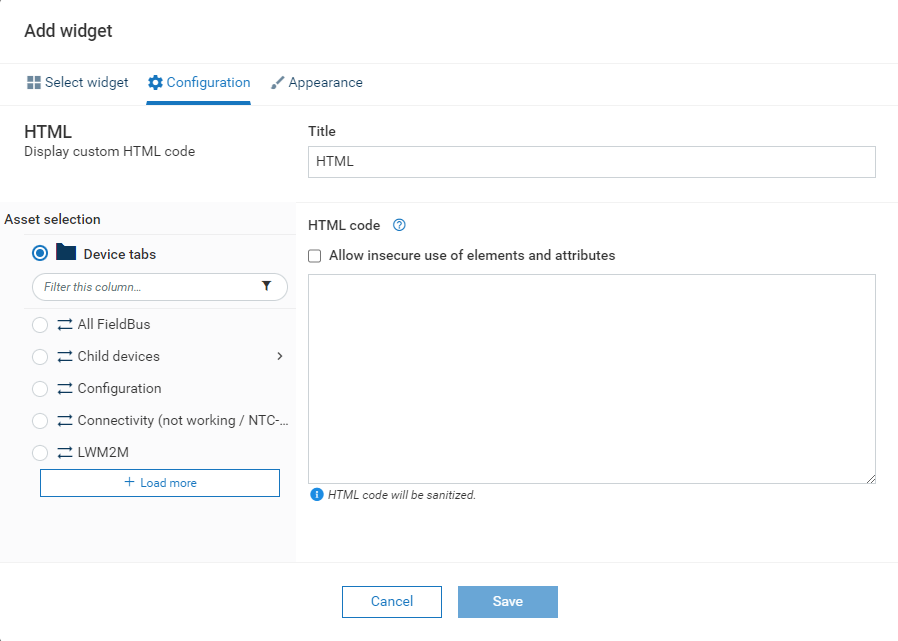 Add widget
Select widget
Configuration
Appearance
HTML
Display custom HTML code
Title
HTML
Asset selection
Device tabs
Filter this column...
All FieldBus
Child devices
Configuration
Connectivity (not working / NTC-...
LWM2M
+ Load more
HTML code
Allow insecure use of elements and attributes
HTML code will be sanitized.
Cancel
Save